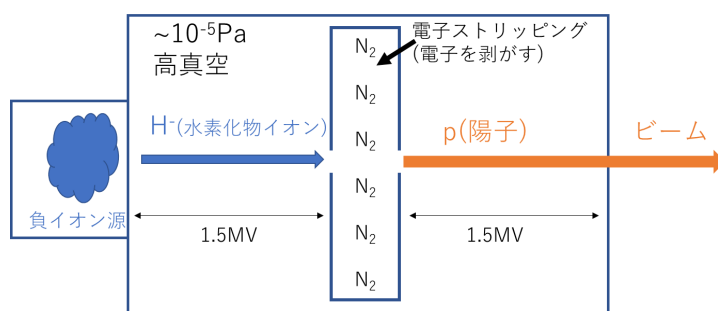 ~10⁻⁵Pa
高真空
電子ストリッピング
(電子を剥がす)
N₂
N₂
N₂
N₂
N₂
N₂
H⁻(水素化物イオン)
p(陽子)
ビーム
負イオン源
1.5MV
1.5MV